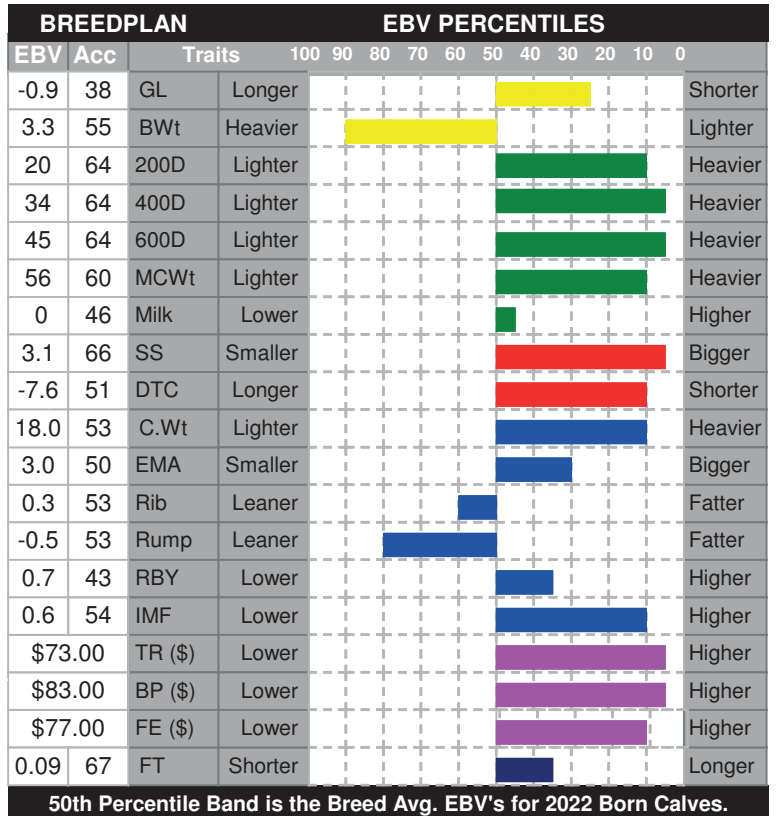 BREEDPLAN EBV PERCENTILES
EBV Acc Traits 100 90 80 70 60 50 40 30 20 10 0
-0.9 38 GL Longer Shorter
3.3 55 BWt Heavier Lighter
20 64 200D Lighter Heavier
34 64 400D Lighter Heavier
45 64 600D Lighter Heavier
56 60 MCWt Lighter Heavier
0 46 Milk Lower Higher
3.1 66 SS Smaller Bigger
-7.6 51 DTC Longer Shorter
18.0 53 C.Wt Lighter Heavier
3.0 50 EMA Smaller Bigger
0.3 53 Rib Leaner Fatter
-0.5 53 Rump Leaner Fatter
0.7 43 RBY Lower Higher
0.6 54 IMF Lower Higher
$73.00 TR ($) Lower Higher
$83.00 BP ($) Lower Higher
$77.00 FE ($) Lower Higher
0.09 67 FT Shorter Longer
50th Percentile Band is the Breed Avg. EBV's for 2022 Born Calves.